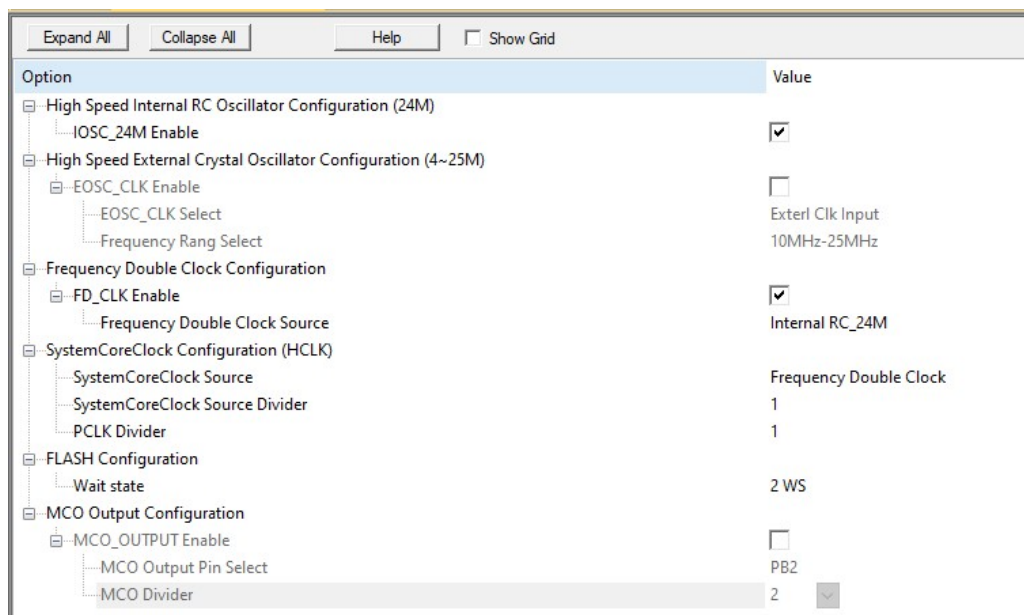 Expand All Collapse All Help Show Grid
Option Value
High Speed Internal RC Oscillator Configuration (24M)
IOSC_24M Enable
High Speed External Crystal Oscillator Configuration (4~25M)
EOSC_CLK Enable
EOSC_CLK Select Exterl Clk Input
Frequency Rang Select 10MHz-25MHz
Frequency Double Clock Configuration
FD_CLK Enable
Frequency Double Clock Source Internal RC_24M
SystemCoreClock Configuration (HCLK)
SystemCoreClock Source Frequency Double Clock
SystemCoreClock Source Divider 1
PCLK Divider 1
FLASH Configuration
Wait state 2 WS
MCO Output Configuration
MCO_OUTPUT Enable
MCO Output Pin Select PB2
MCO Divider 2